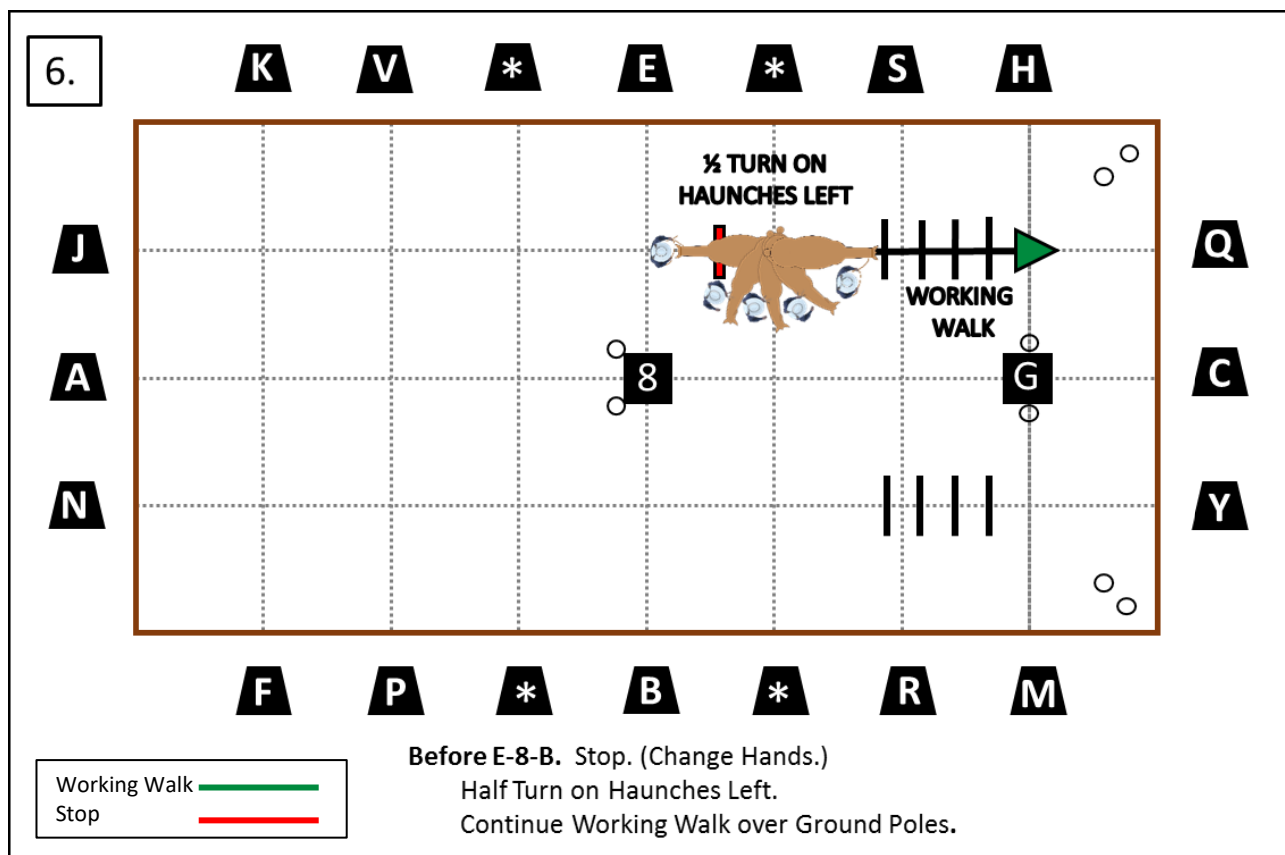 6.
K V * E * S H
½ TURN ON
HAUNCHES LEFT
J Q
WORKING
WALK
A 8 G C
N Y
F P * B * R M
Before E-8-B. Stop. (Change Hands.)
Half Turn on Haunches Left.
Continue Working Walk over Ground Poles.
Working Walk
Stop